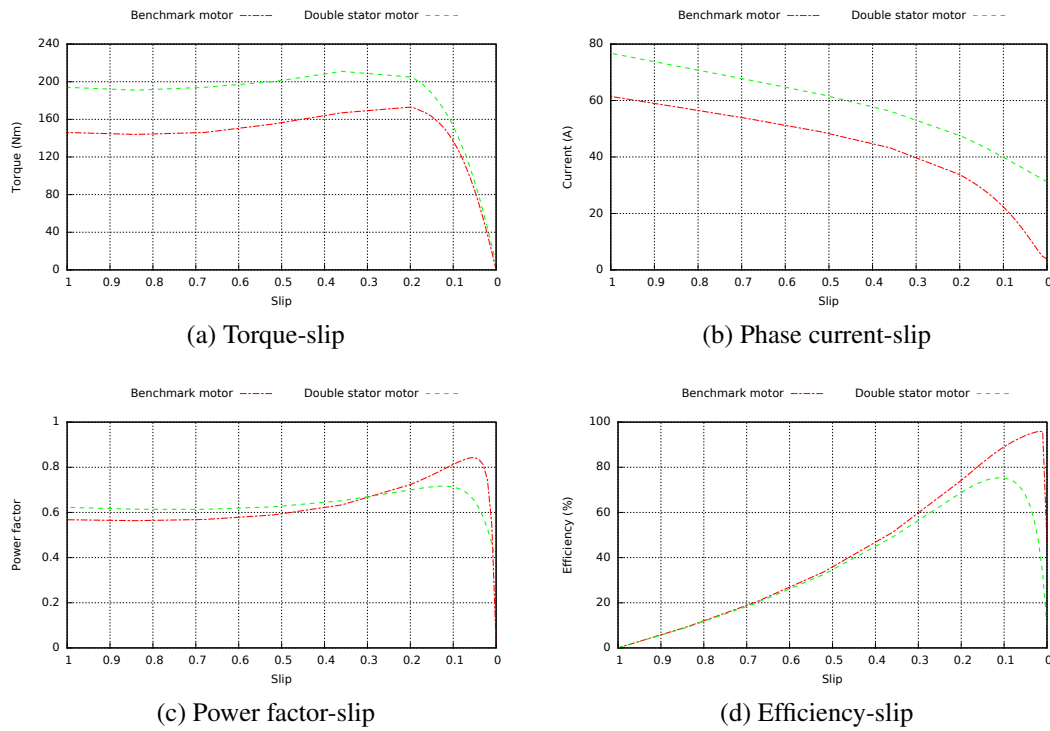 Benchmark motor
Double stator motor
240
200
160
120
80
40
0
Torque (Nm)
1 0.9 0.8 0.7 0.6 0.5 0.4 0.3 0.2 0.1 0
Slip
(a) Torque-slip
Benchmark motor
Double stator motor
80
60
40
20
0
Current (A)
1 0.9 0.8 0.7 0.6 0.5 0.4 0.3 0.2 0.1 0
Slip
(b) Phase current-slip
Benchmark motor
Double stator motor
1
0.8
0.6
0.4
0.2
0
Power factor
1 0.9 0.8 0.7 0.6 0.5 0.4 0.3 0.2 0.1 0
Slip
(c) Power factor-slip
Benchmark motor
Double stator motor
100
80
60
40
20
0
Efficiency (%)
1 0.9 0.8 0.7 0.6 0.5 0.4 0.3 0.2 0.1 0
Slip
(d) Efficiency-slip